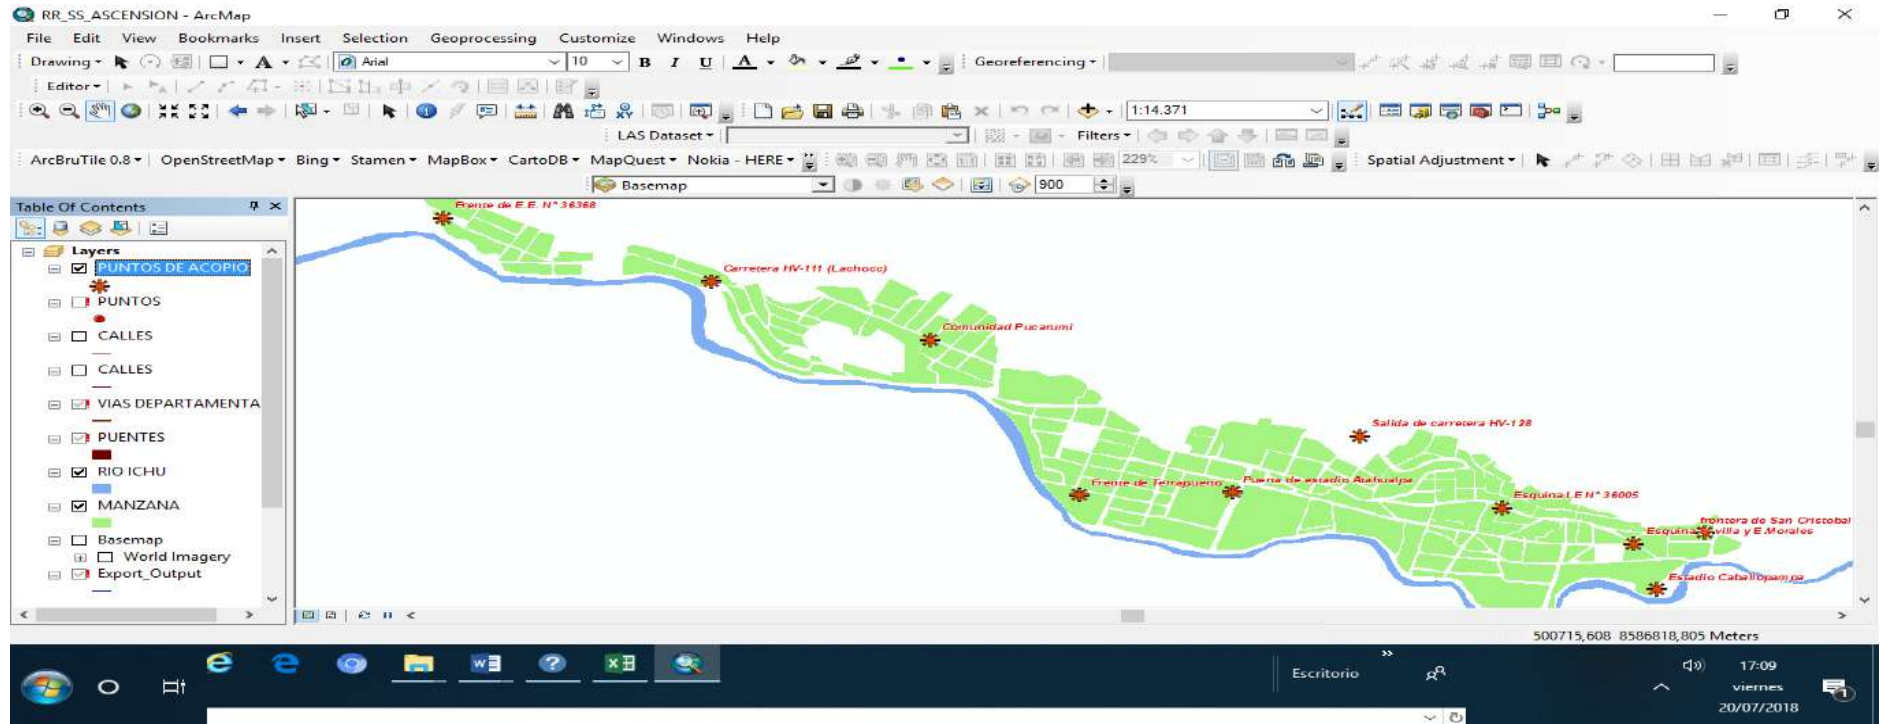 RR_SS_ASCENSION - ArcMap
File Edit View Bookmarks Insert Selection Geoprocessing Customize Windows Help
Drawing A Arial 10 B I U A Georeferencing
Editor
1:14.371
LAS Dataset Filters
ArcBruTile 0.8 OpenStreetMap Bing Stamen MapBox CartoDB MapQuest Nokia - HERE 229% Spatial Adjustment
Basemap 900
Table Of Contents
Layers
PUNTOS DE ACOPIO
PUNTOS
CALLES
CALLES
VIAS DEPARTAMENTA
PUENTES
RIO ICHU
MANZANA
Basemap
World Imagery
Export_Output
Frente de E.E. N° 36368
Carretera HV-111 (Lachocc)
Comunidad Pucarumi
Salida de carretera HV-128
Frente de Terrapuerto
Puerta de estadio Atahualpa
Esquina I.E N° 36005
frontera de San Cristobal
Esquina villa y E.Morales
Estadio Caballopampa
500715,608 8586818,805 Meters
Escritorio
17:09
viernes
20/07/2018
1